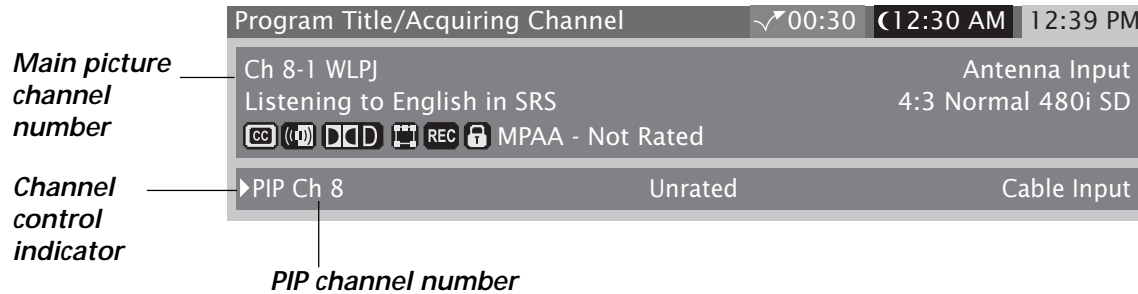 Program Title/Acquiring Channel 00:30 12:30 AM 12:39 PM
Main picture channel number
Ch 8-1 WLPJ Antenna Input
Listening to English in SRS 4:3 Normal 480i SD
CC REC MPAA - Not Rated
Channel control indicator
PIP Ch 8 Unrated Cable Input
PIP channel number